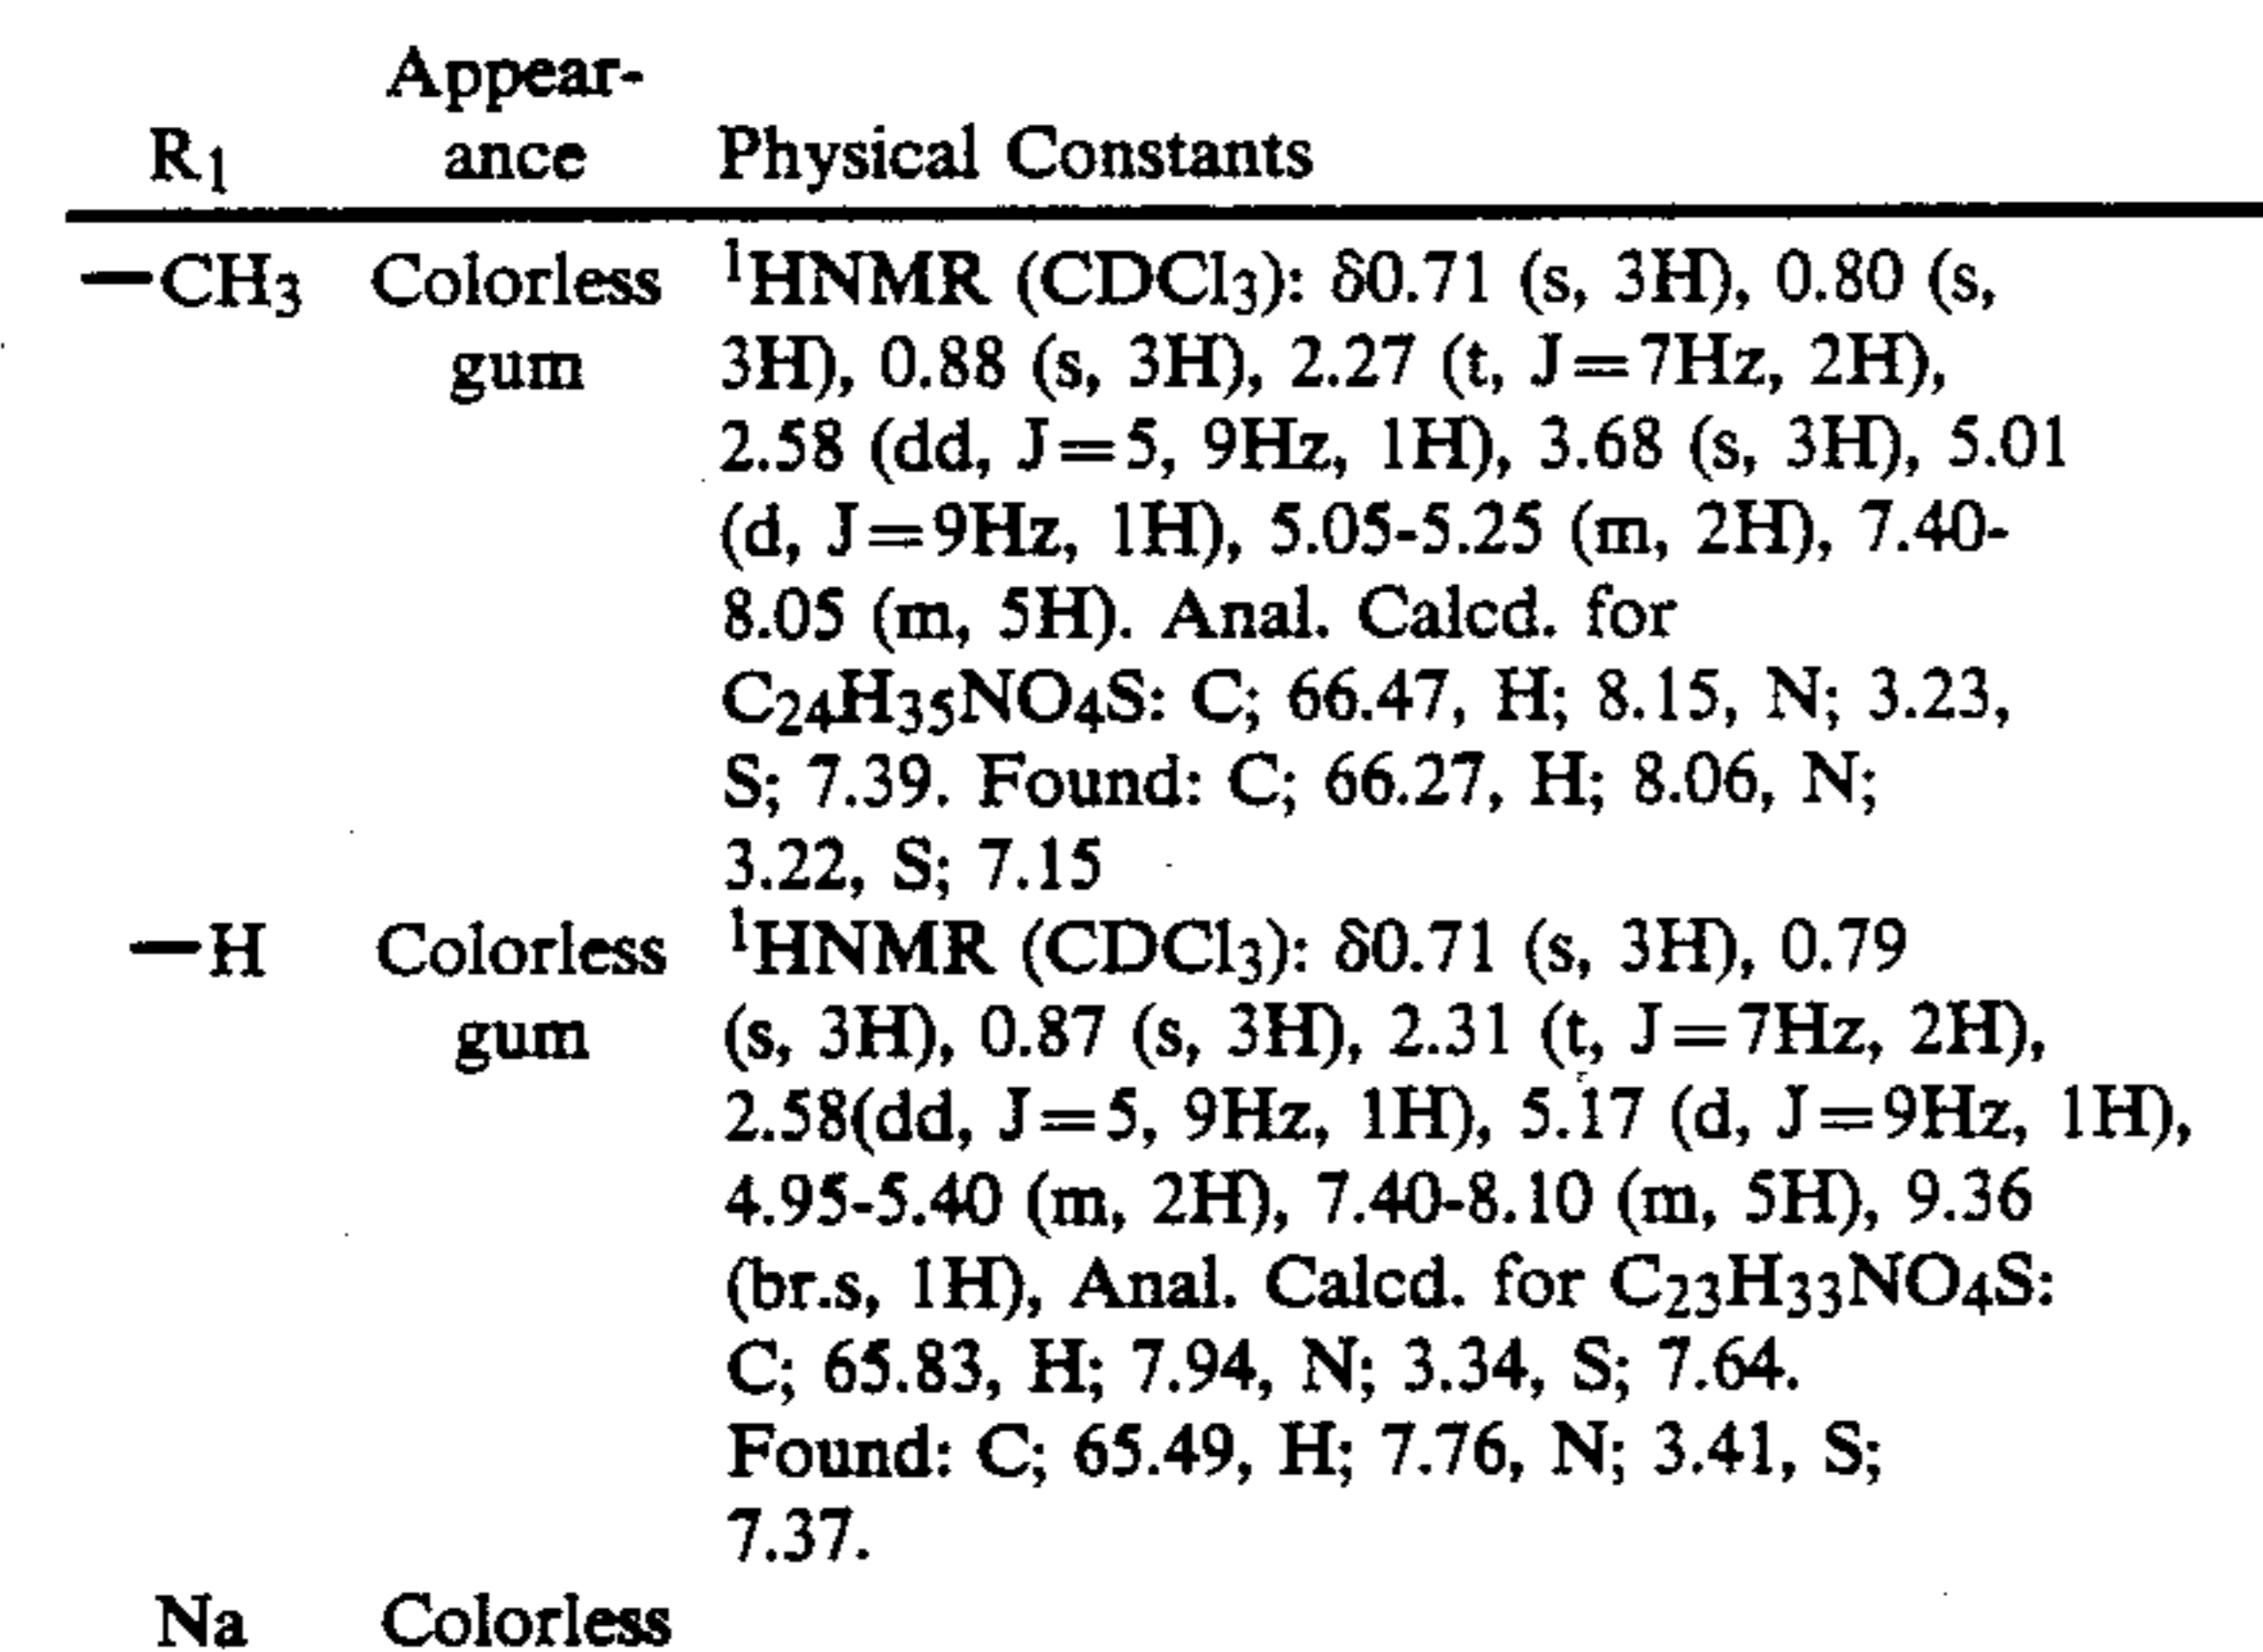 Appear-
R₁ ance Physical Constants
—CH₃ Colorless ¹HNMR (CDCl₃): δ0.71 (s, 3H), 0.80 (s,
gum 3H), 0.88 (s, 3H), 2.27 (t, J=7Hz, 2H),
2.58 (dd, J=5, 9Hz, 1H), 3.68 (s, 3H), 5.01
(d, J=9Hz, 1H), 5.05-5.25 (m, 2H), 7.40-
8.05 (m, 5H). Anal. Calcd. for
C₂₄H₃₅NO₄S: C; 66.47, H; 8.15, N; 3.23,
S; 7.39. Found: C; 66.27, H; 8.06, N;
3.22, S; 7.15
—H Colorless ¹HNMR (CDCl₃): δ0.71 (s, 3H), 0.79
gum (s, 3H), 0.87 (s, 3H), 2.31 (t, J=7Hz, 2H),
2.58(dd, J=5, 9Hz, 1H), 5.17 (d, J=9Hz, 1H),
4.95-5.40 (m, 2H), 7.40-8.10 (m, 5H), 9.36
(br.s, 1H), Anal. Calcd. for C₂₃H₃₃NO₄S:
C; 65.83, H; 7.94, N; 3.34, S; 7.64.
Found: C; 65.49, H; 7.76, N; 3.41, S;
7.37.
Na Colorless